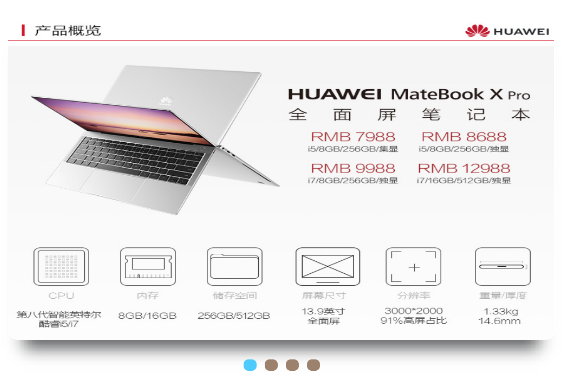 产品概览
HUAWEI
HUAWEI MateBook X Pro
全面屏笔记本
RMB 7988
i5/8GB/256GB/集显
RMB 8688
i5/8GB/256GB/独显
RMB 9988
i7/8GB/256GB/独显
RMB 12988
i7/16GB/512GB/独显
CPU
第八代智能英特尔
酷睿i5/i7
内存
8GB/16GB
储存空间
256GB/512GB
屏幕尺寸
13.9英寸
全面屏
分辨率
3000*2000
91%高屏占比
重量/厚度
1.33kg
14.6mm